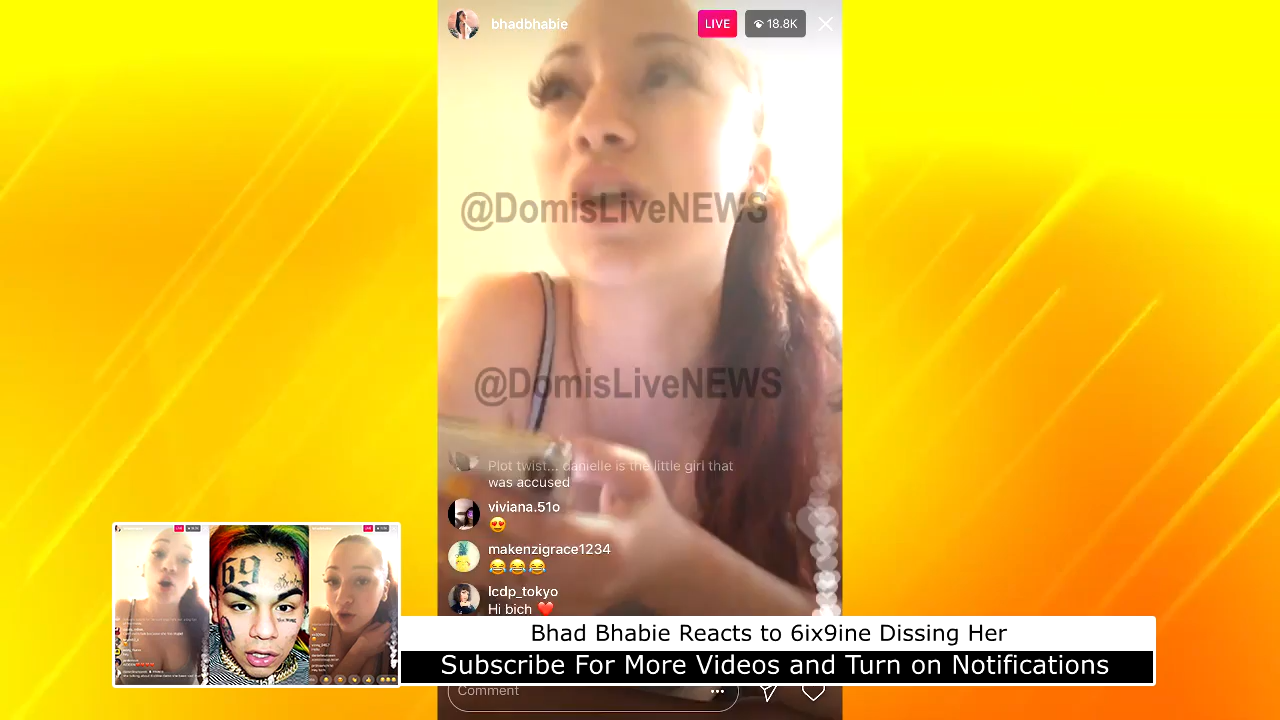 bhadbhabie
LIVE
18.8K
@DomisLiveNEWS
@DomisLiveNEWS
Plot twist... danielle is the little girl that
was accused
viviana.51o
😍
makenzigrace1234
😂😂😂
lcdp_tokyo
Hi bich ❤️
69
Bhad Bhabie Reacts to 6ix9ine Dissing Her
Subscribe For More Videos and Turn on Notifications
Comment